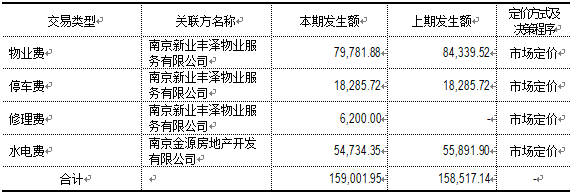 交易类型 关联方名称 本期发生额 上期发生额 定价方式及
决策程序
物业费 南京新业丰泽物业服 79,781.88 84,339.52 市场定价
务有限公司
停车费 南京新业丰泽物业服 18,285.72 18,285.72 市场定价
务有限公司
修理费 南京新业丰泽物业服 6,200.00 - 市场定价
务有限公司
水电费 南京金源房地产开发 54,734.35 55,891.90 市场定价
有限公司
合计 159,001.95 158,517.14 -